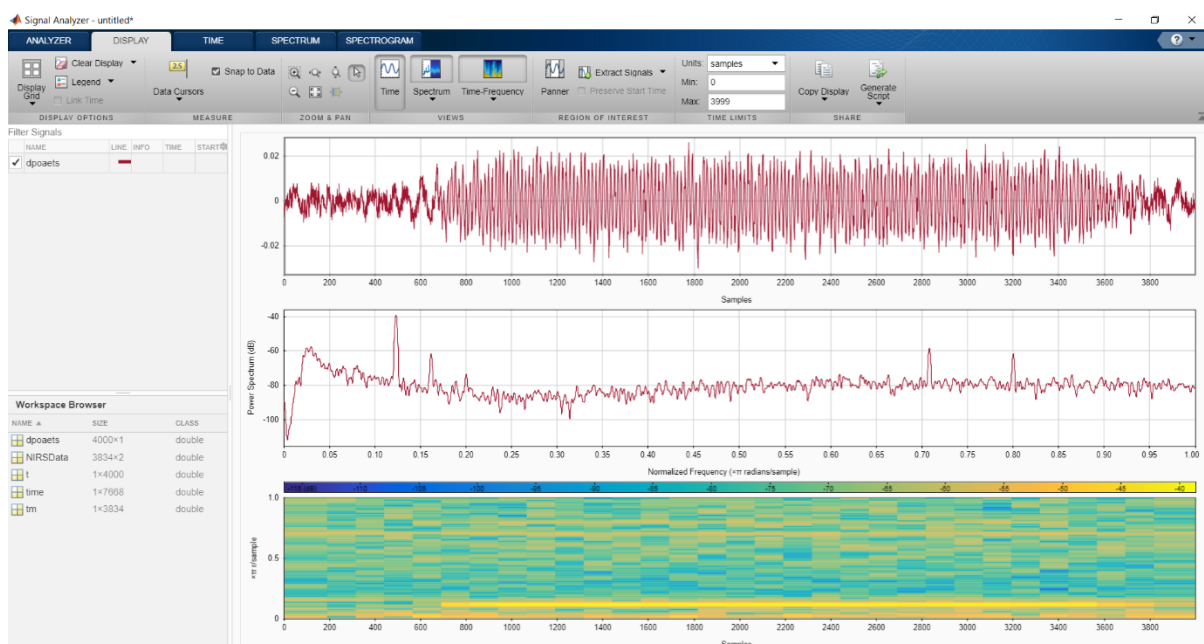 Signal Analyzer - untitled*
ANALYZER DISPLAY TIME SPECTRUM SPECTROGRAM
Display Grid
Clear Display
Legend
Link Time
DISPLAY OPTIONS
2.5
Data Cursors
Snap to Data
MEASURE
ZOOM & PAN
Time
Spectrum
Time-Frequency
VIEWS
Panner
Extract Signals
Preserve Start Time
REGION OF INTEREST
Units: samples
Min: 0
Max: 3999
TIME LIMITS
Copy Display
Generate Script
SHARE
Filter Signals
NAME LINE INFO TIME START
dpoaets
0.02
0
-0.02
0 200 400 600 800 1000 1200 1400 1600 1800 2000 2200 2400 2600 2800 3000 3200 3400 3600 3800
Samples
-40
-60
-80
-100
Power Spectrum (dB)
0 0.05 0.10 0.15 0.20 0.25 0.30 0.35 0.40 0.45 0.50 0.55 0.60 0.65 0.70 0.75 0.80 0.85 0.90 0.95 1.00
Normalized Frequency (×π radians/sample)
Workspace Browser
NAME SIZE CLASS
dpoaets 4000×1 double
NIRSData 3834×2 double
t 1×4000 double
time 1×7668 double
tm 1×3834 double
-115 (dB) -110 -105 -100 -95 -90 -85 -80 -75 -70 -65 -60 -55 -50 -45 -40
1.0
0.5
0
×π r/sample
0 200 400 600 800 1000 1200 1400 1600 1800 2000 2200 2400 2600 2800 3000 3200 3400 3600 3800
Samples